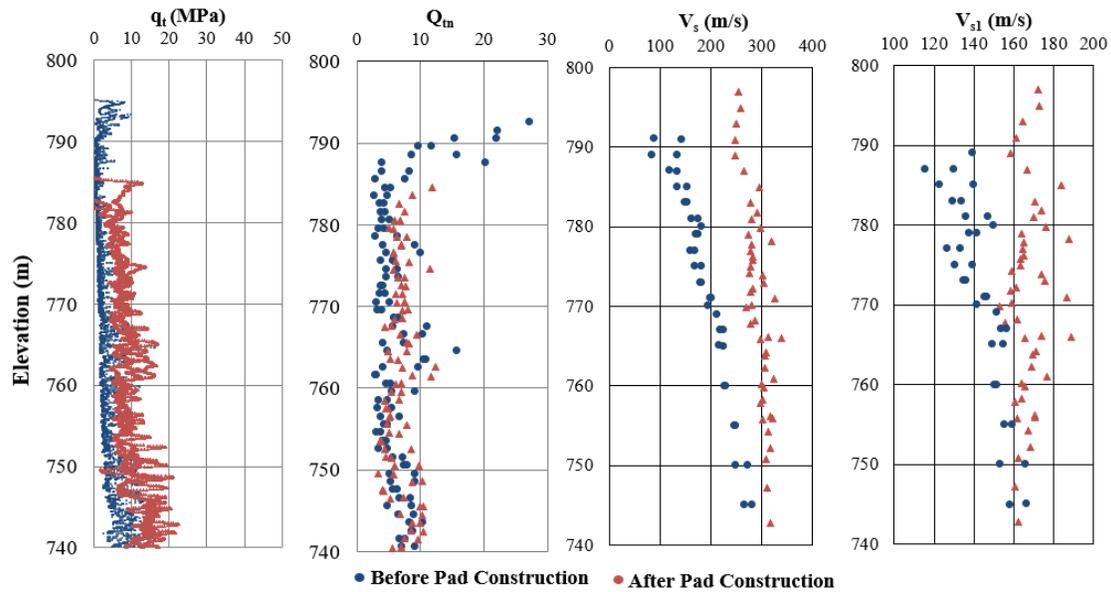 qt (MPa)
0 10 20 30 40 50
800
790
780
770
760
750
740
Elevation (m)
Qtn
0 10 20 30
800
790
780
770
760
750
740
Vs (m/s)
0 100 200 300 400
800
790
780
770
760
750
740
Vs1 (m/s)
100 120 140 160 180 200
800
790
780
770
760
750
740
Before Pad Construction
After Pad Construction